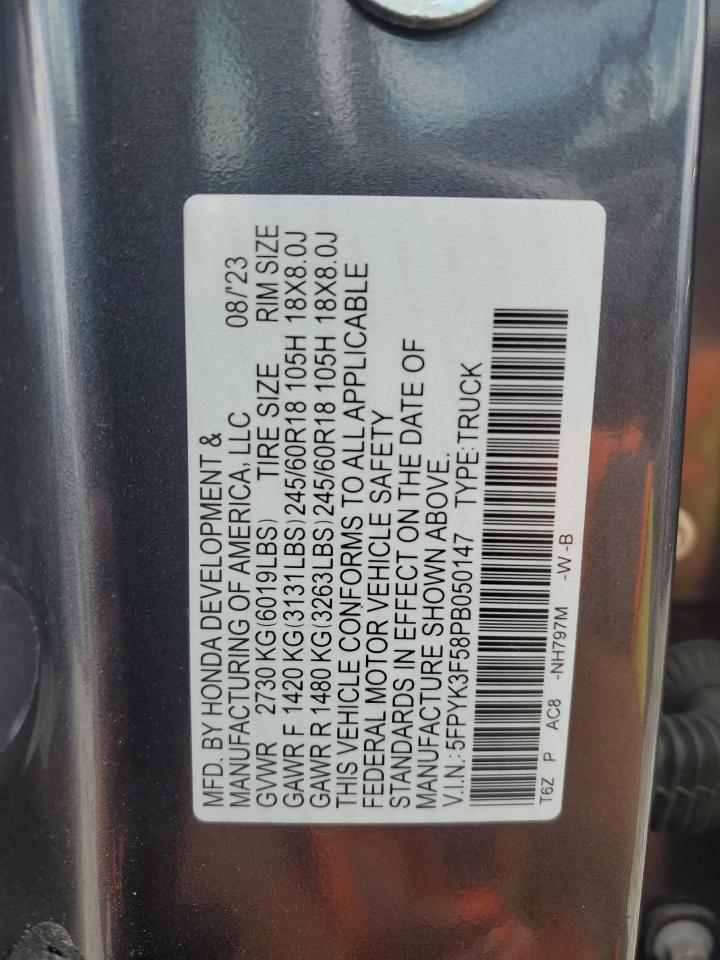 MFD. BY HONDA DEVELOPMENT &
MANUFACTURING OF AMERICA, LLC 08/'23
GVWR 2730 KG(6019LBS) TIRE SIZE RIM SIZE
GAWR F 1420 KG(3131LBS) 245/60R18 105H 18X8.0J
GAWR R 1480 KG(3263LBS) 245/60R18 105H 18X8.0J
THIS VEHICLE CONFORMS TO ALL APPLICABLE
FEDERAL MOTOR VEHICLE SAFETY
STANDARDS IN EFFECT ON THE DATE OF
MANUFACTURE SHOWN ABOVE.
V.I.N.: 5FPYK3F58PB050147 TYPE: TRUCK
T6Z P AC8 -NH797M -W -B